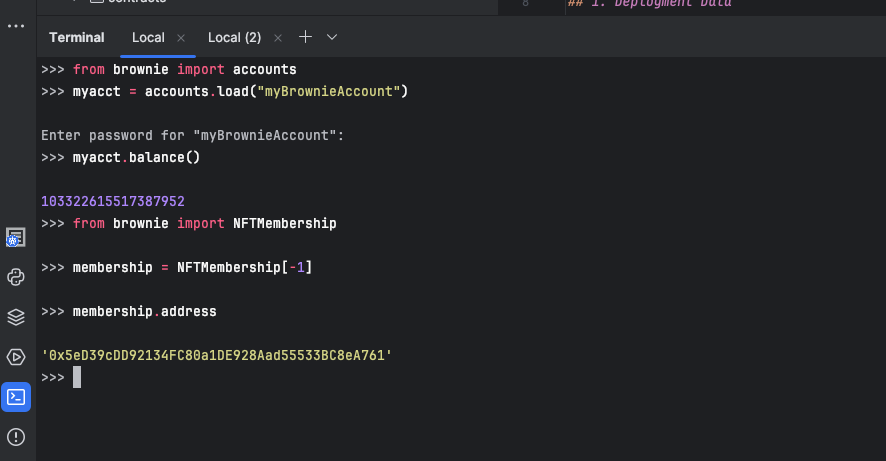 contracts
8 ## 1. Deployment Data
Terminal Local × Local (2) ×
>>> from brownie import accounts
>>> myacct = accounts.load("myBrownieAccount")
Enter password for "myBrownieAccount":
>>> myacct.balance()
103322615517387952
>>> from brownie import NFTMembership
>>> membership = NFTMembership[-1]
>>> membership.address
'0x5eD39cDD92134FC80a1DE928Aad55533BC8eA761'
>>>